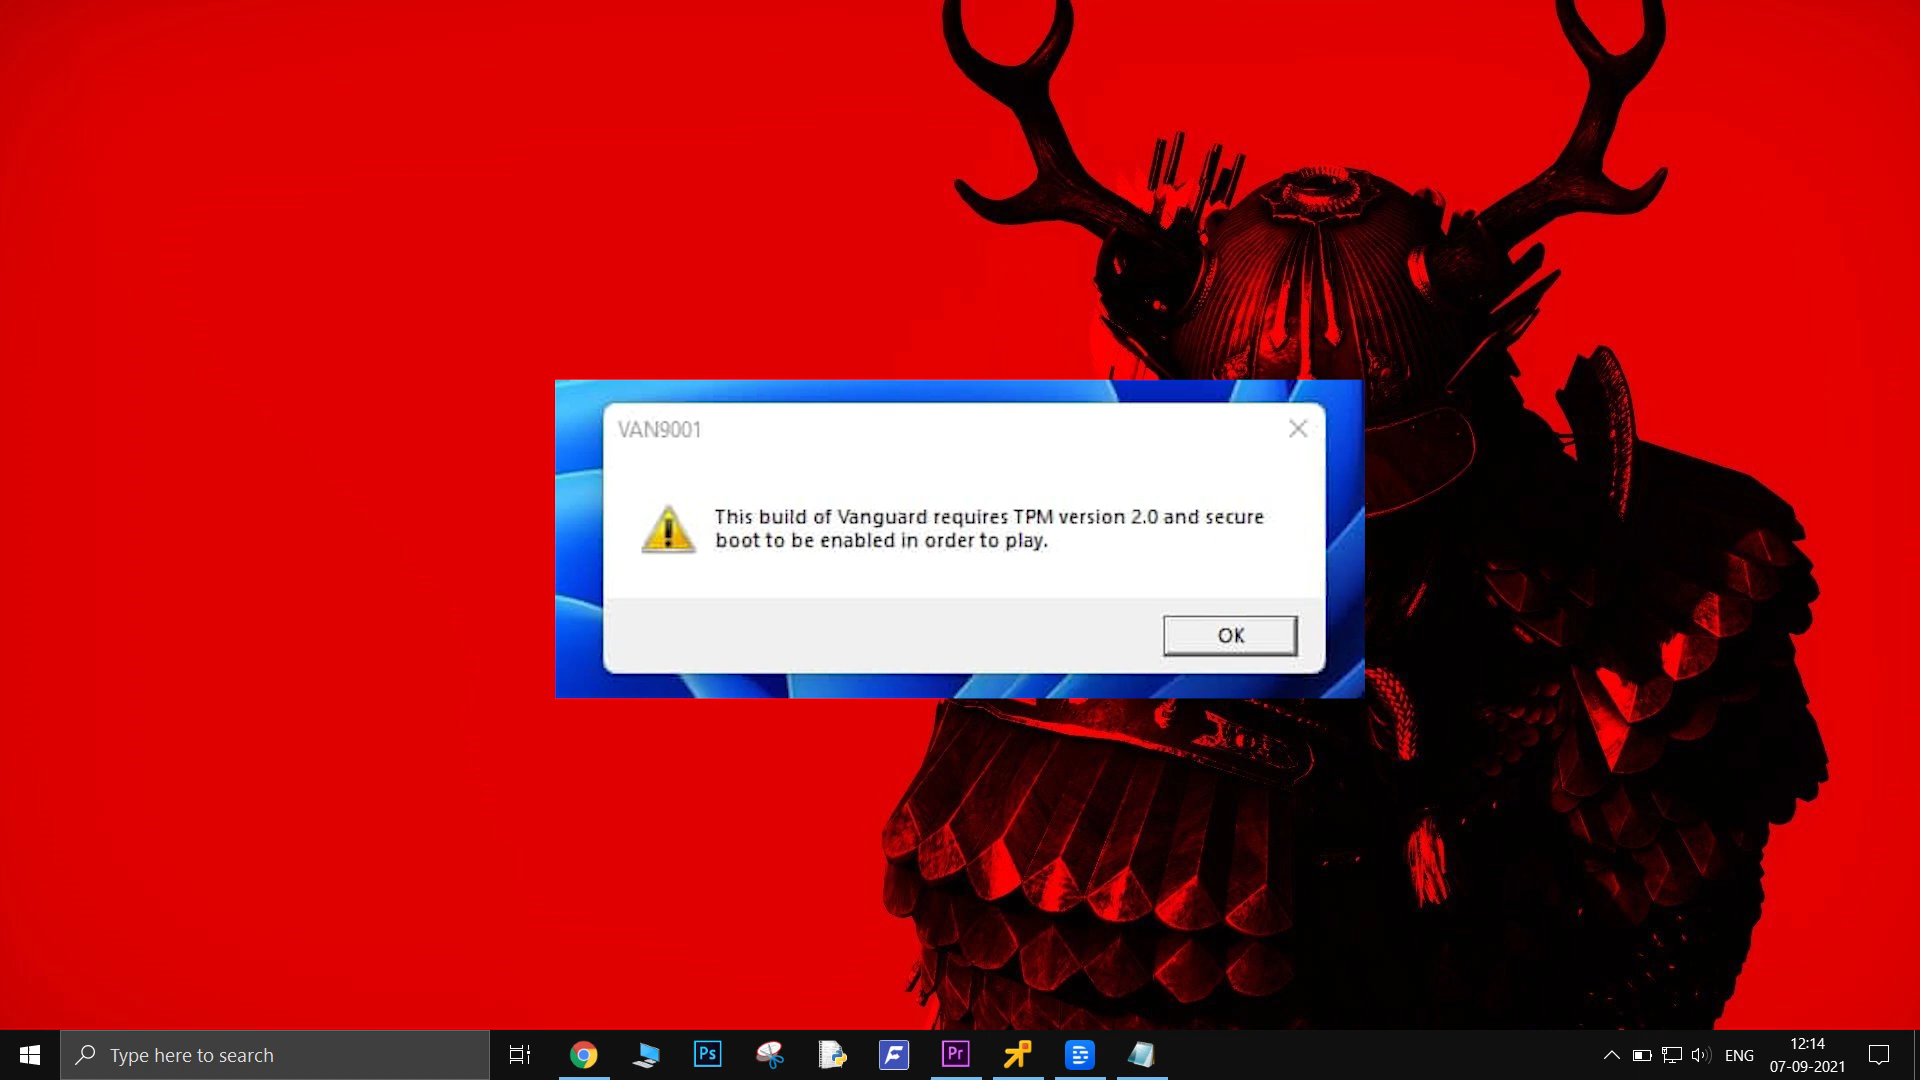 VAN9001
This build of Vanguard requires TPM version 2.0 and secure
boot to be enabled in order to play.
OK
Type here to search
Ps
Pr
ENG
12:14
07-09-2021